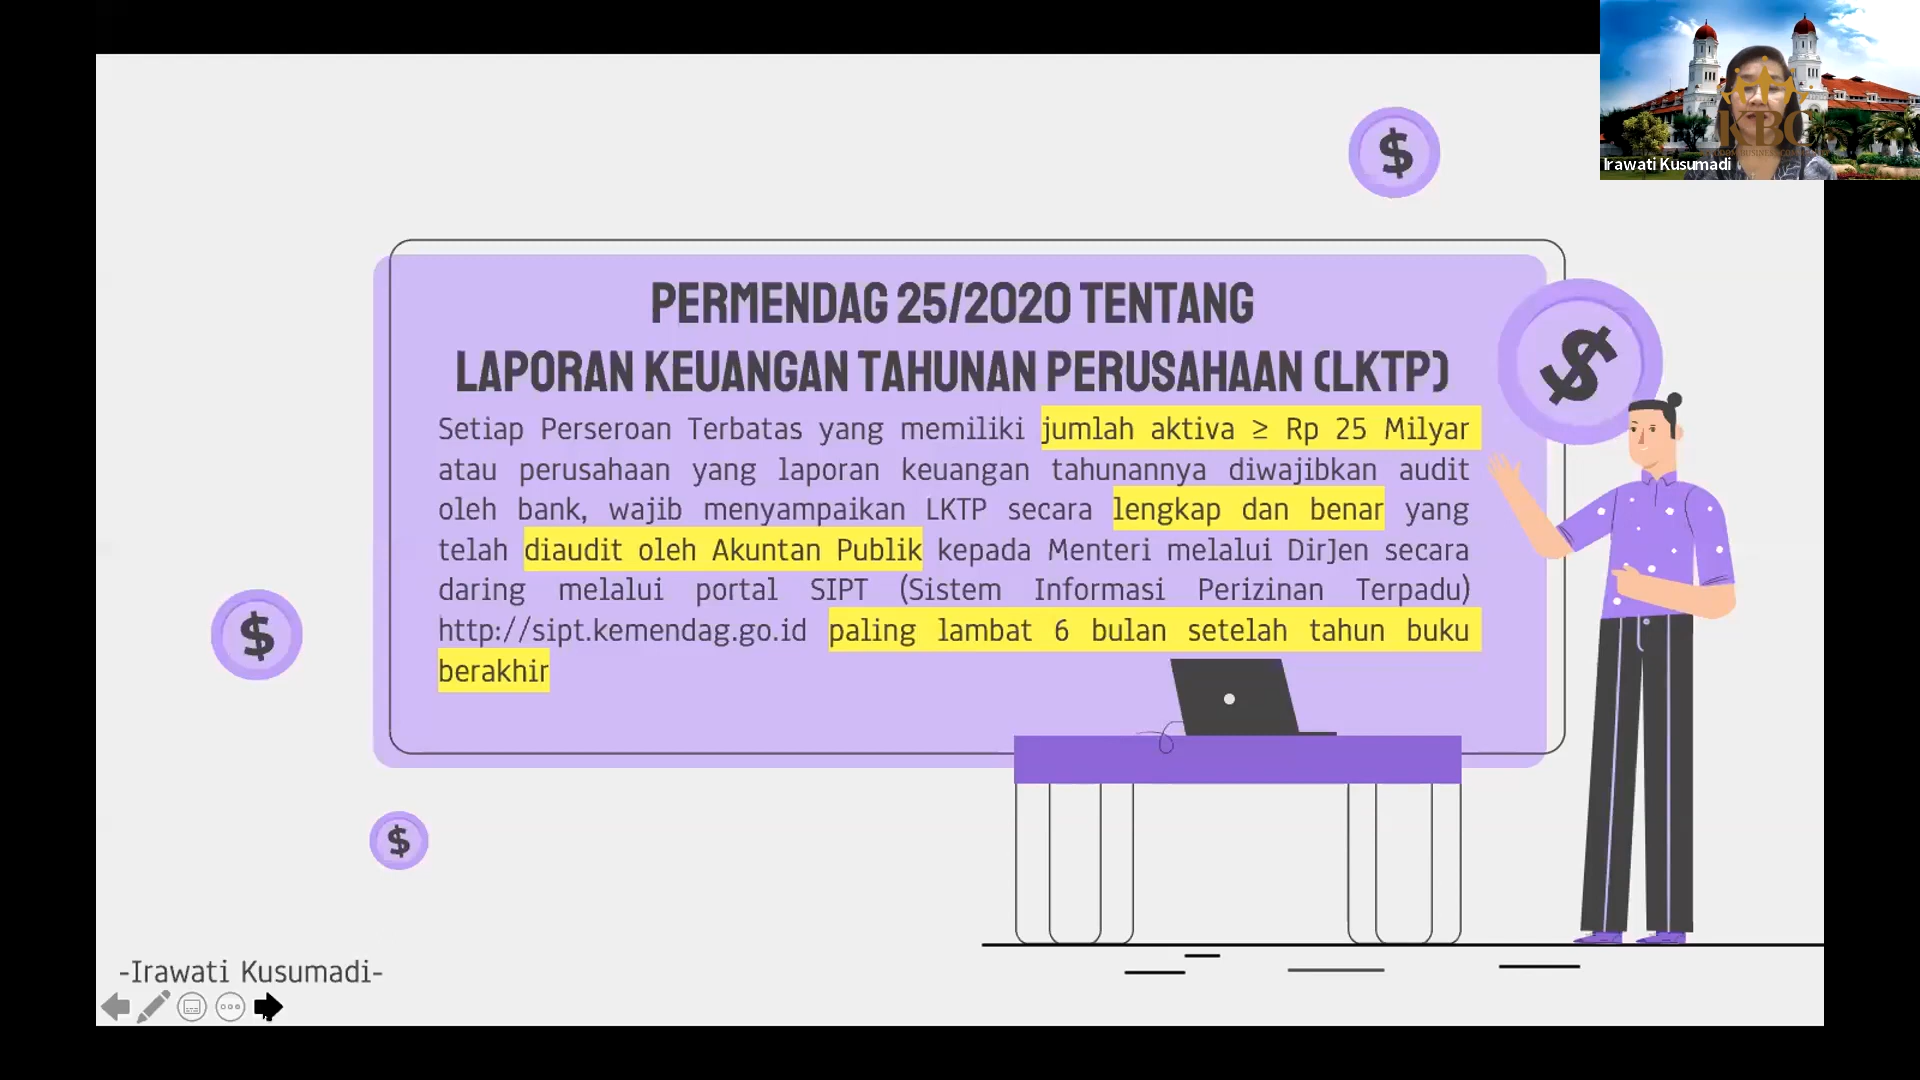 KBC
Irawati Kusumadi
$
PERMENDAG 25/2020 TENTANG
LAPORAN KEUANGAN TAHUNAN PERUSAHAAN (LKTP)
$
Setiap Perseroan Terbatas yang memiliki jumlah aktiva ≥ Rp 25 Milyar
atau perusahaan yang laporan keuangan tahunannya diwajibkan audit
oleh bank, wajib menyampaikan LKTP secara lengkap dan benar yang
telah diaudit oleh Akuntan Publik kepada Menteri melalui DirJen secara
daring melalui portal SIPT (Sistem Informasi Perizinan Terpadu)
http://sipt.kemendag.go.id paling lambat 6 bulan setelah tahun buku
berakhir
$
$
-Irawati Kusumadi-